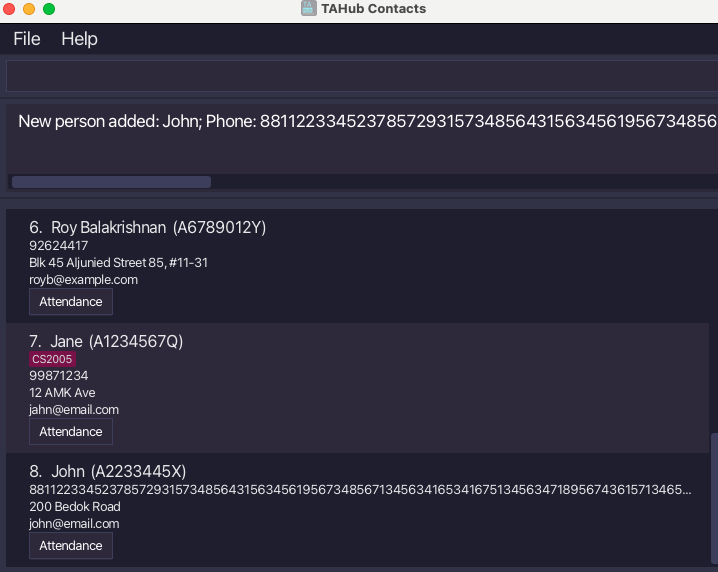 TAHub Contacts
File Help
New person added: John; Phone: 881122334523785729315734856431563456195673485
6. Roy Balakrishnan (A6789012Y)
92624417
Blk 45 Aljunied Street 85, #11-31
royb@example.com
Attendance
7. Jane (A1234567Q)
CS2005
99871234
12 AMK Ave
jahn@email.com
Attendance
8. John (A2233445X)
8811223345237857293157348564315634561956734856713456341653416751345634718956743615713465...
200 Bedok Road
john@email.com
Attendance